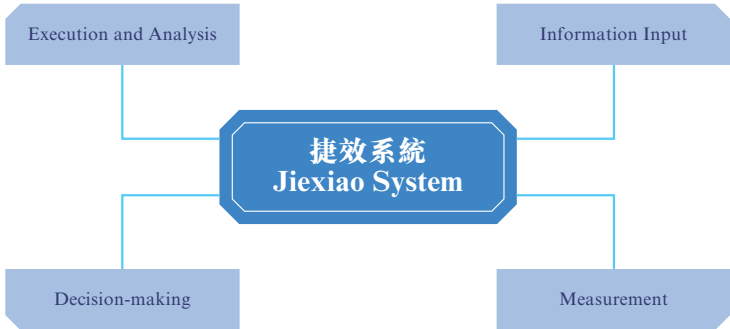 Execution and Analysis
Information Input
捷效系統
Jiexiao System
Decision-making
Measurement